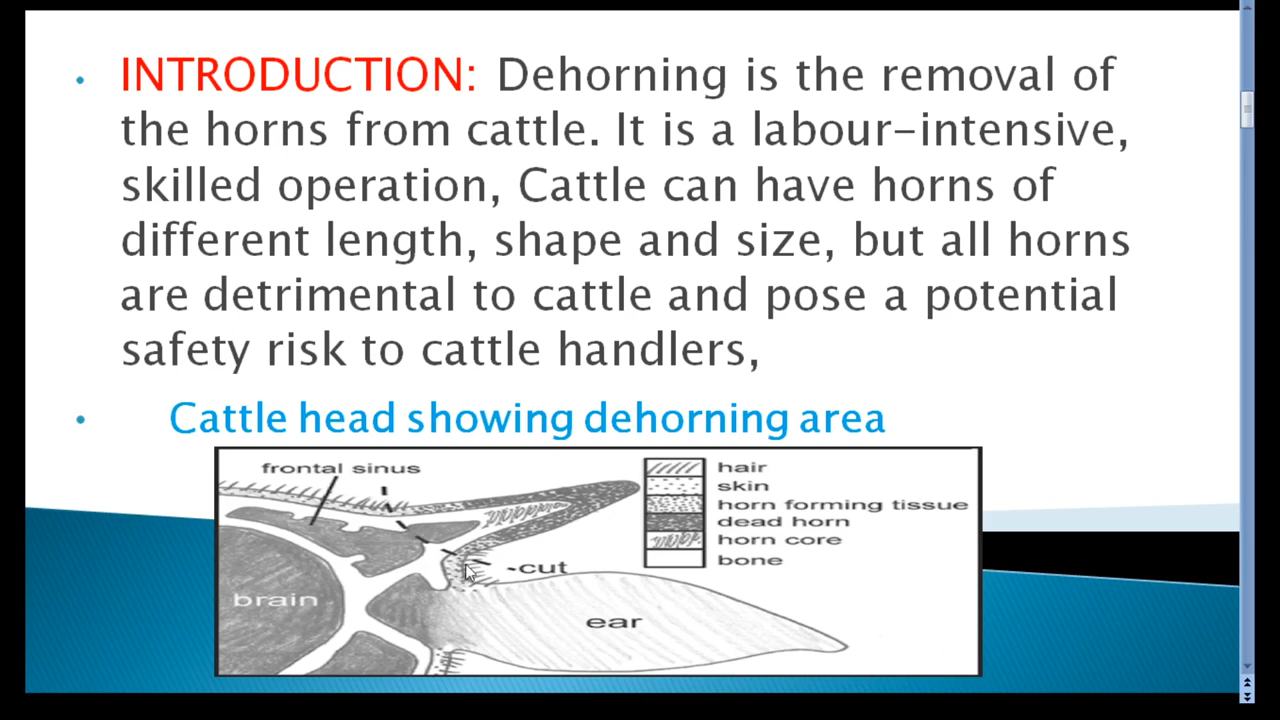 • INTRODUCTION: Dehorning is the removal of
the horns from cattle. It is a labour-intensive,
skilled operation, Cattle can have horns of
different length, shape and size, but all horns
are detrimental to cattle and pose a potential
safety risk to cattle handlers,
• Cattle head showing dehorning area
frontal sinus
hair
skin
horn forming tissue
dead horn
horn core
bone
cut
brain
ear